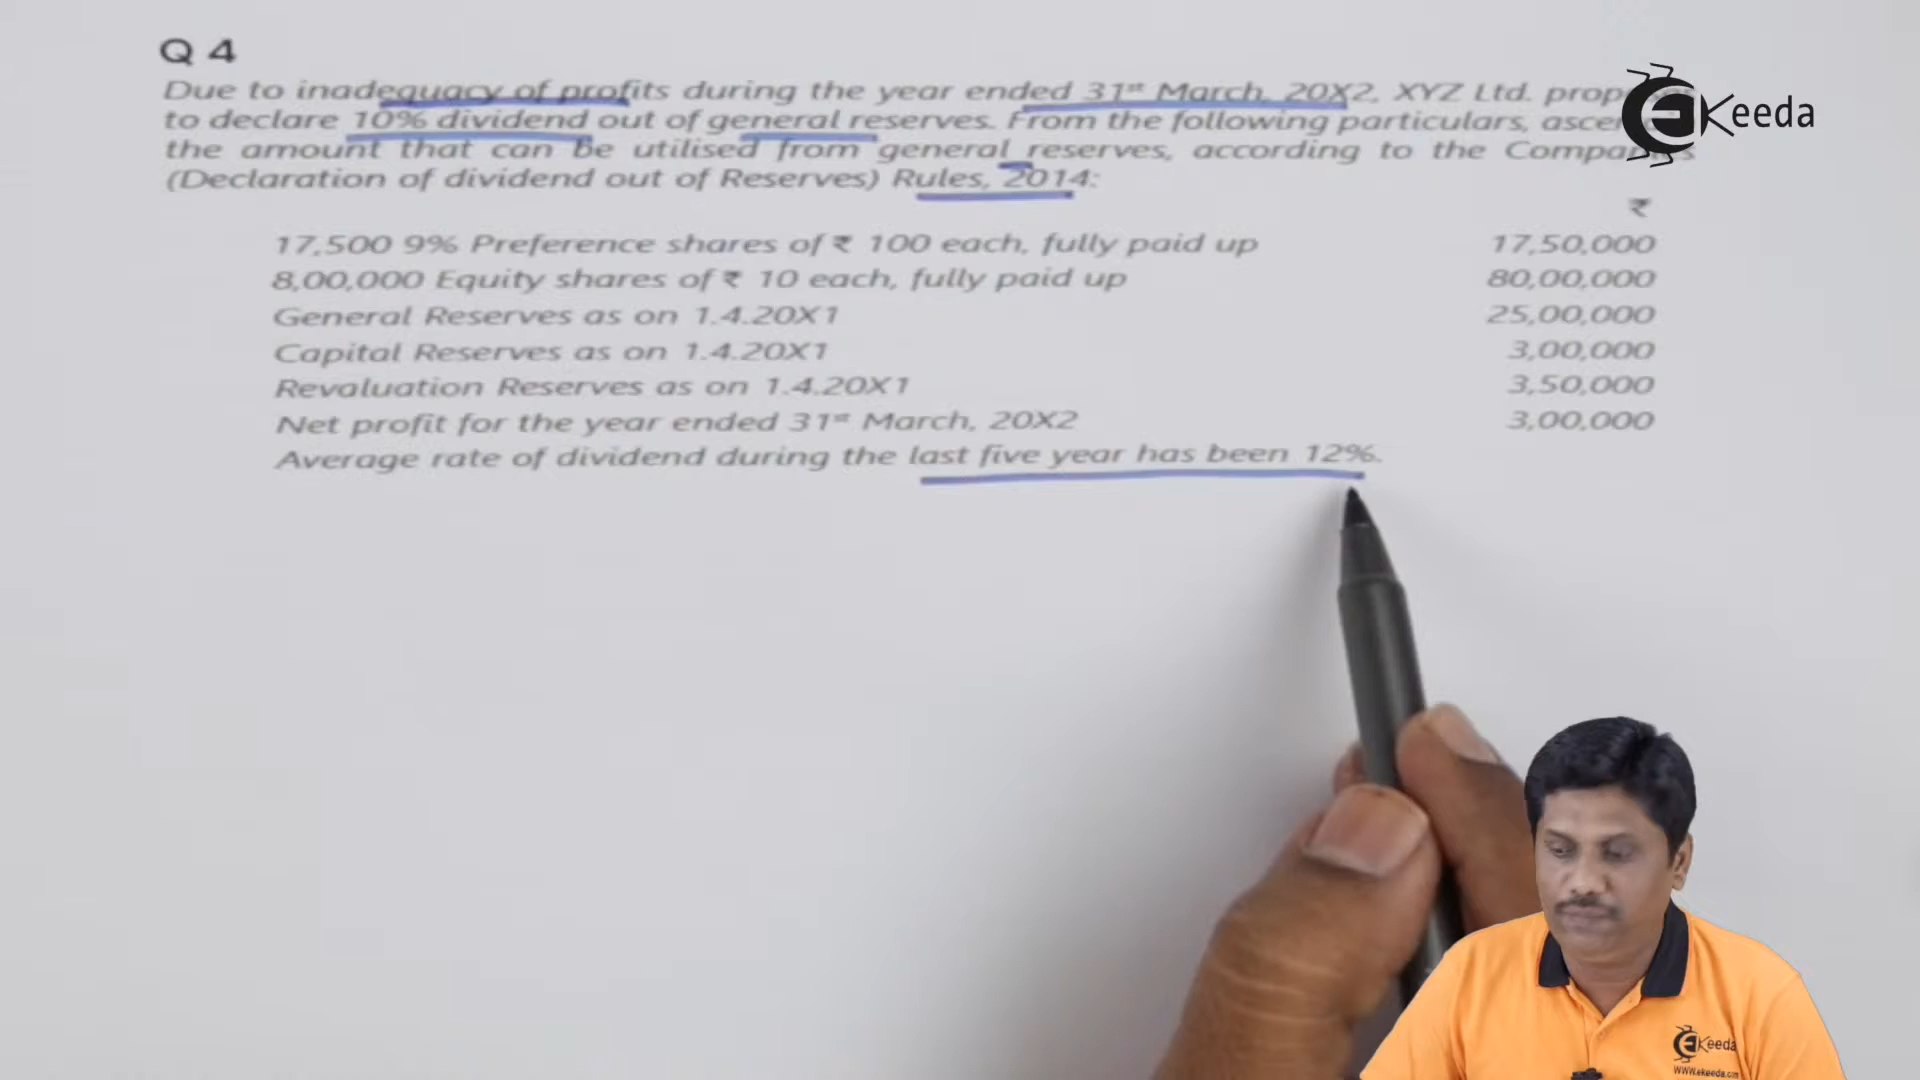 Q 4
Due to inadequacy of profits during the year ended 31st March, 20X2, XYZ Ltd.
to declare 10% dividend out of general reserves. From the following particulars,
the amount that can be utilised from general reserves, according to the
(Declaration of dividend out of Reserves) Rules, 2014:
₹
17,500 9% Preference shares of ₹ 100 each, fully paid up 17,50,000
8,00,000 Equity shares of ₹ 10 each, fully paid up 80,00,000
General Reserves as on 1.4.20X1 25,00,000
Capital Reserves as on 1.4.20X1 3,00,000
Revaluation Reserves as on 1.4.20X1 3,50,000
Net profit for the year ended 31st March, 20X2 3,00,000
Average rate of dividend during the last five year has been 12%.
eKeeda
eKeeda
www.ekeeda.com